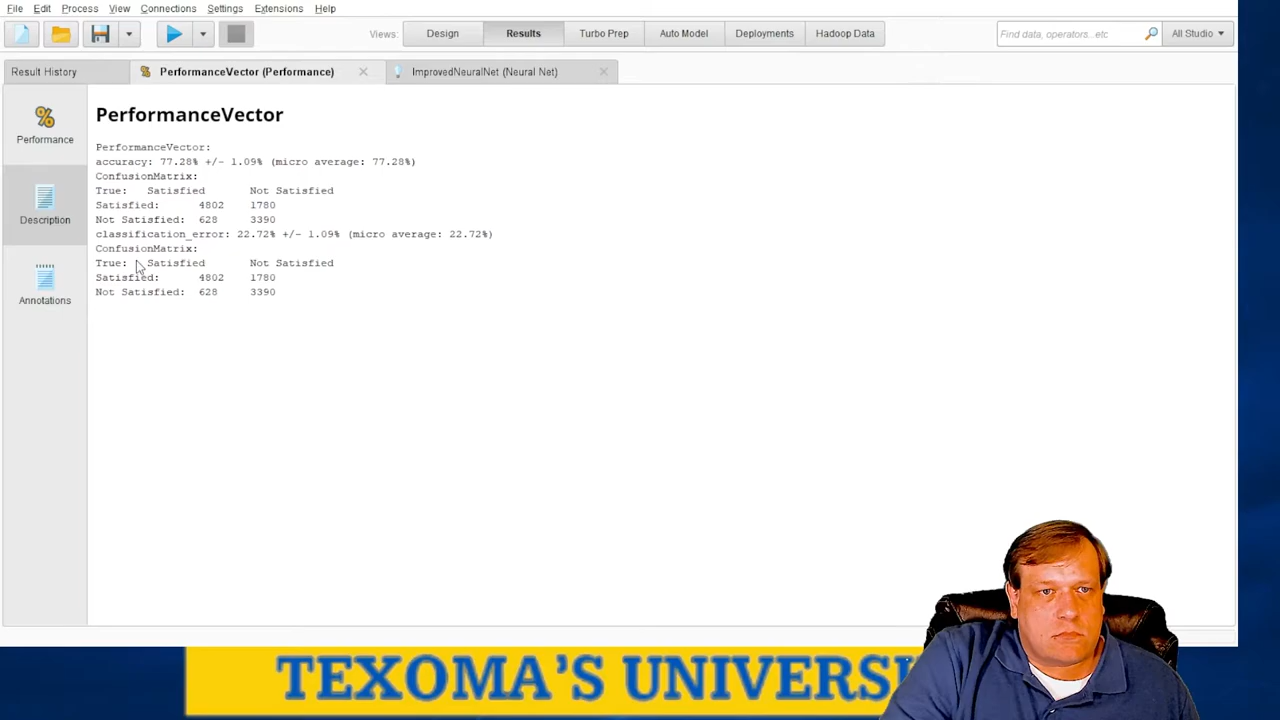 File Edit Process View Connections Settings Extensions Help
Views: Design Results Turbo Prep Auto Model Deployments Hadoop Data Find data, operators...etc All Studio
Result History % PerformanceVector (Performance) ImprovedNeuralNet (Neural Net)
%
Performance
Description
Annotations
PerformanceVector
PerformanceVector:
accuracy: 77.28% +/- 1.09% (micro average: 77.28%)
ConfusionMatrix:
True: Satisfied Not Satisfied
Satisfied: 4802 1780
Not Satisfied: 628 3390
classification_error: 22.72% +/- 1.09% (micro average: 22.72%)
ConfusionMatrix:
True: Satisfied Not Satisfied
Satisfied: 4802 1780
Not Satisfied: 628 3390
TEXOMA'S UNIVERS